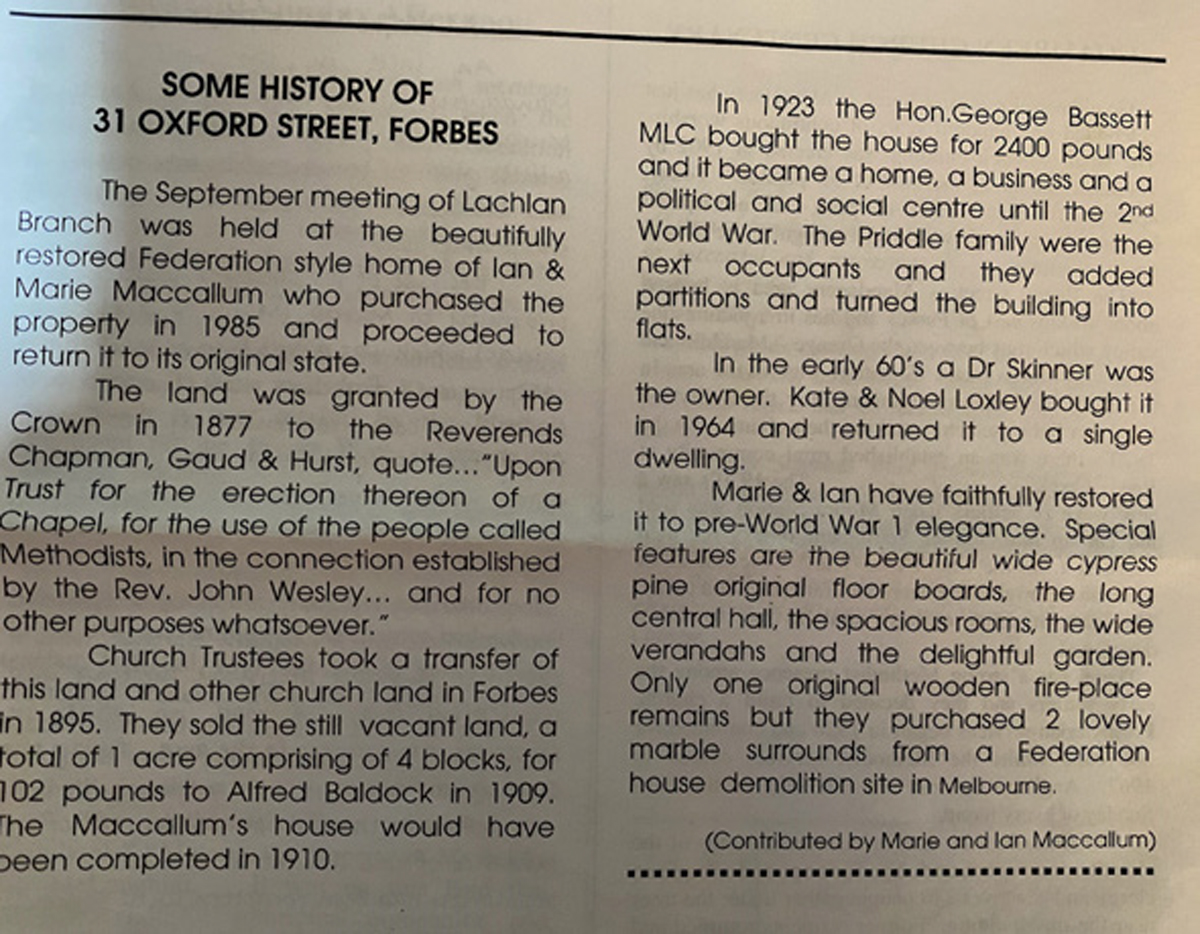 SOME HISTORY OF
31 OXFORD STREET, FORBES
The September meeting of Lachlan
Branch was held at the beautifully
restored Federation style home of Ian &
Marie Maccallum who purchased the
property in 1985 and proceeded to
return it to its original state.
The land was granted by the
Crown in 1877 to the Reverends
Chapman, Gaud & Hurst, quote..."Upon
Trust for the erection thereon of a
Chapel, for the use of the people called
Methodists, in the connection established
by the Rev. John Wesley... and for no
other purposes whatsoever."
Church Trustees took a transfer of
this land and other church land in Forbes
in 1895. They sold the still vacant land, a
total of 1 acre comprising of 4 blocks, for
102 pounds to Alfred Baldock in 1909.
The Maccallum's house would have
been completed in 1910.
In 1923 the Hon.George Bassett
MLC bought the house for 2400 pounds
and it became a home, a business and a
political and social centre until the 2nd
World War. The Priddle family were the
next occupants and they added
partitions and turned the building into
flats.
In the early 60's a Dr Skinner was
the owner. Kate & Noel Loxley bought it
in 1964 and returned it to a single
dwelling.
Marie & Ian have faithfully restored
it to pre-World War 1 elegance. Special
features are the beautiful wide cypress
pine original floor boards, the long
central hall, the spacious rooms, the wide
verandahs and the delightful garden.
Only one original wooden fire-place
remains but they purchased 2 lovely
marble surrounds from a Federation
house demolition site in Melbourne.
(Contributed by Marie and Ian Maccallum)